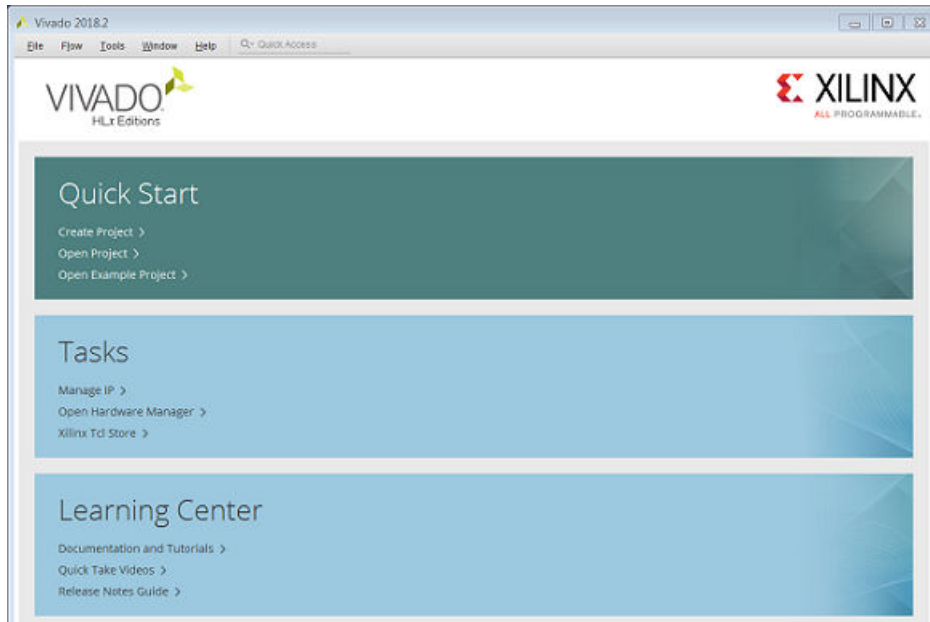 Vivado 2018.2
File Flow Tools Window Help Quick Access
VIVADO.
HLx Editions
XILINX
ALL PROGRAMMABLE.
Quick Start
Create Project >
Open Project >
Open Example Project >
Tasks
Manage IP >
Open Hardware Manager >
Xilinx Tcl Store >
Learning Center
Documentation and Tutorials >
Quick Take Videos >
Release Notes Guide >